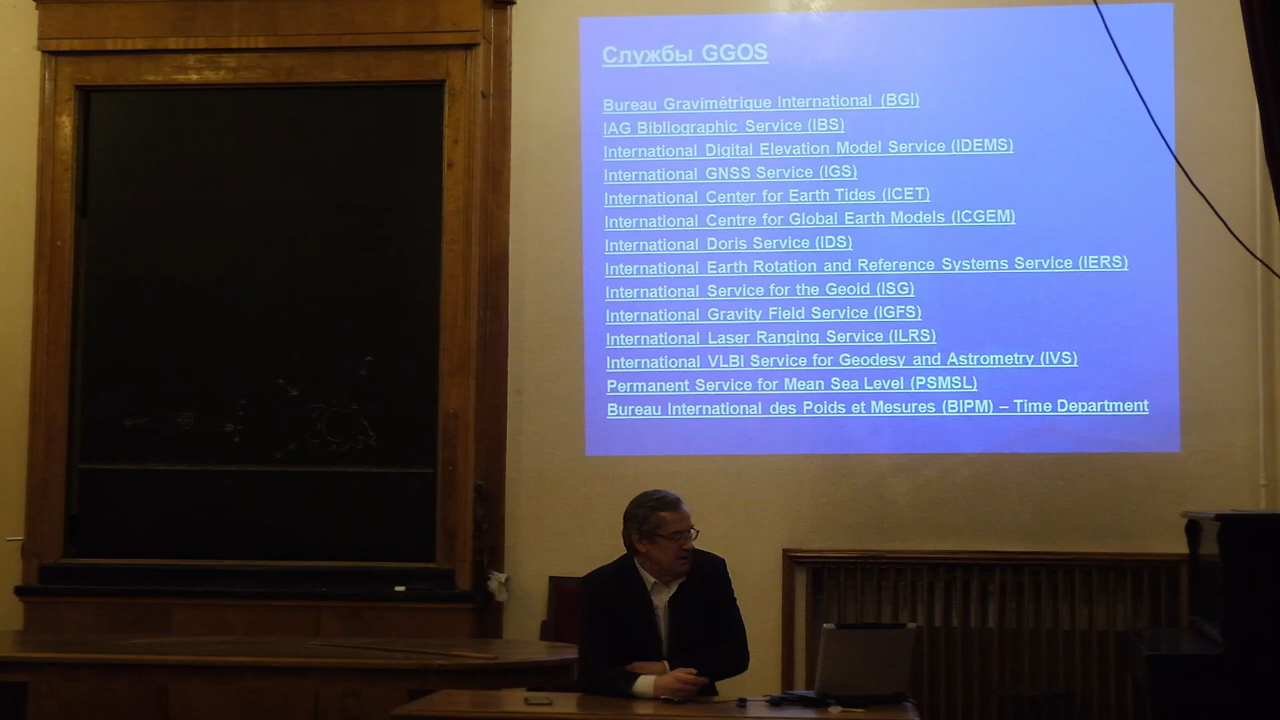 Службы GGOS
Bureau Gravimétrique International (BGI)
IAG Bibliographic Service (IBS)
International Digital Elevation Model Service (IDEMS)
International GNSS Service (IGS)
International Center for Earth Tides (ICET)
International Centre for Global Earth Models (ICGEM)
International Doris Service (IDS)
International Earth Rotation and Reference Systems Service (IERS)
International Service for the Geoid (ISG)
International Gravity Field Service (IGFS)
International Laser Ranging Service (ILRS)
International VLBI Service for Geodesy and Astrometry (IVS)
Permanent Service for Mean Sea Level (PSMSL)
Bureau International des Poids et Mesures (BIPM) – Time Department